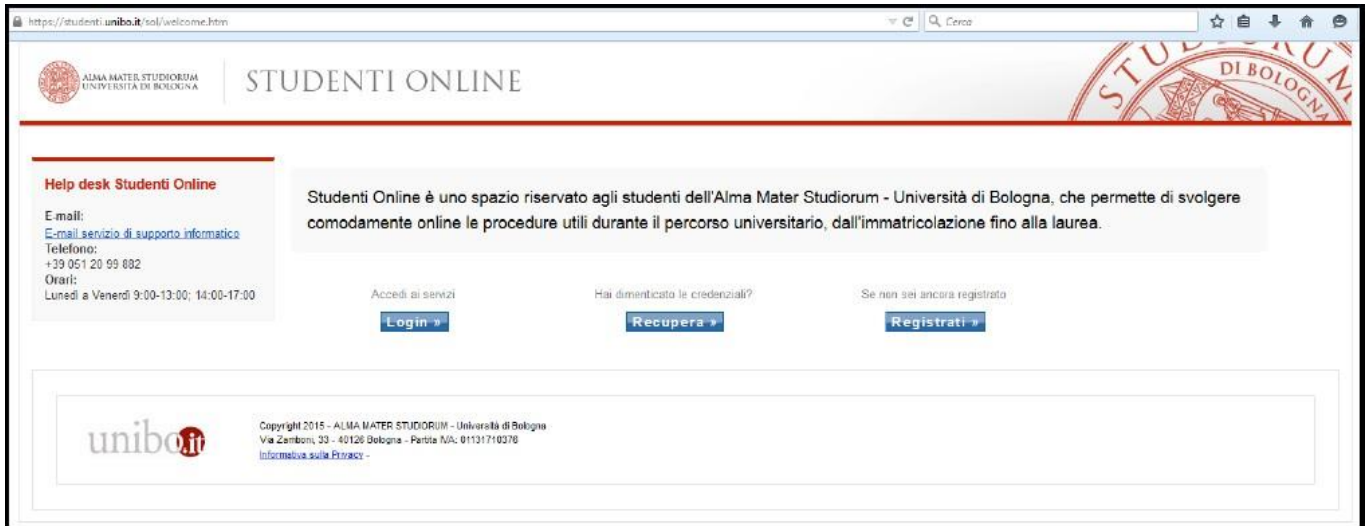 https://studenti.unibo.it/sol/welcome.htm
Cerca
ALMA MATER STUDIORUM
UNIVERSITÀ DI BOLOGNA
STUDENTI ONLINE
STUDIORUM
DI BOLOGNA
Help desk Studenti Online
E-mail:
E-mail servizio di supporto informatico
Telefono:
+39 051 20 99 882
Orari:
Lunedì a Venerdì 9:00-13:00; 14:00-17:00
Studenti Online è uno spazio riservato agli studenti dell'Alma Mater Studiorum - Università di Bologna, che permette di svolgere
comodamente online le procedure utili durante il percorso universitario, dall'immatricolazione fino alla laurea.
Accedi ai servizi
Hai dimenticato le credenziali?
Se non sei ancora registrato
Login »
Recupera »
Registrati »
unibo.it
Copyright 2015 - ALMA MATER STUDIORUM - Università di Bologna
Via Zamboni, 33 - 40126 Bologna - Partita IVA: 01131710376
Informativa sulla Privacy -